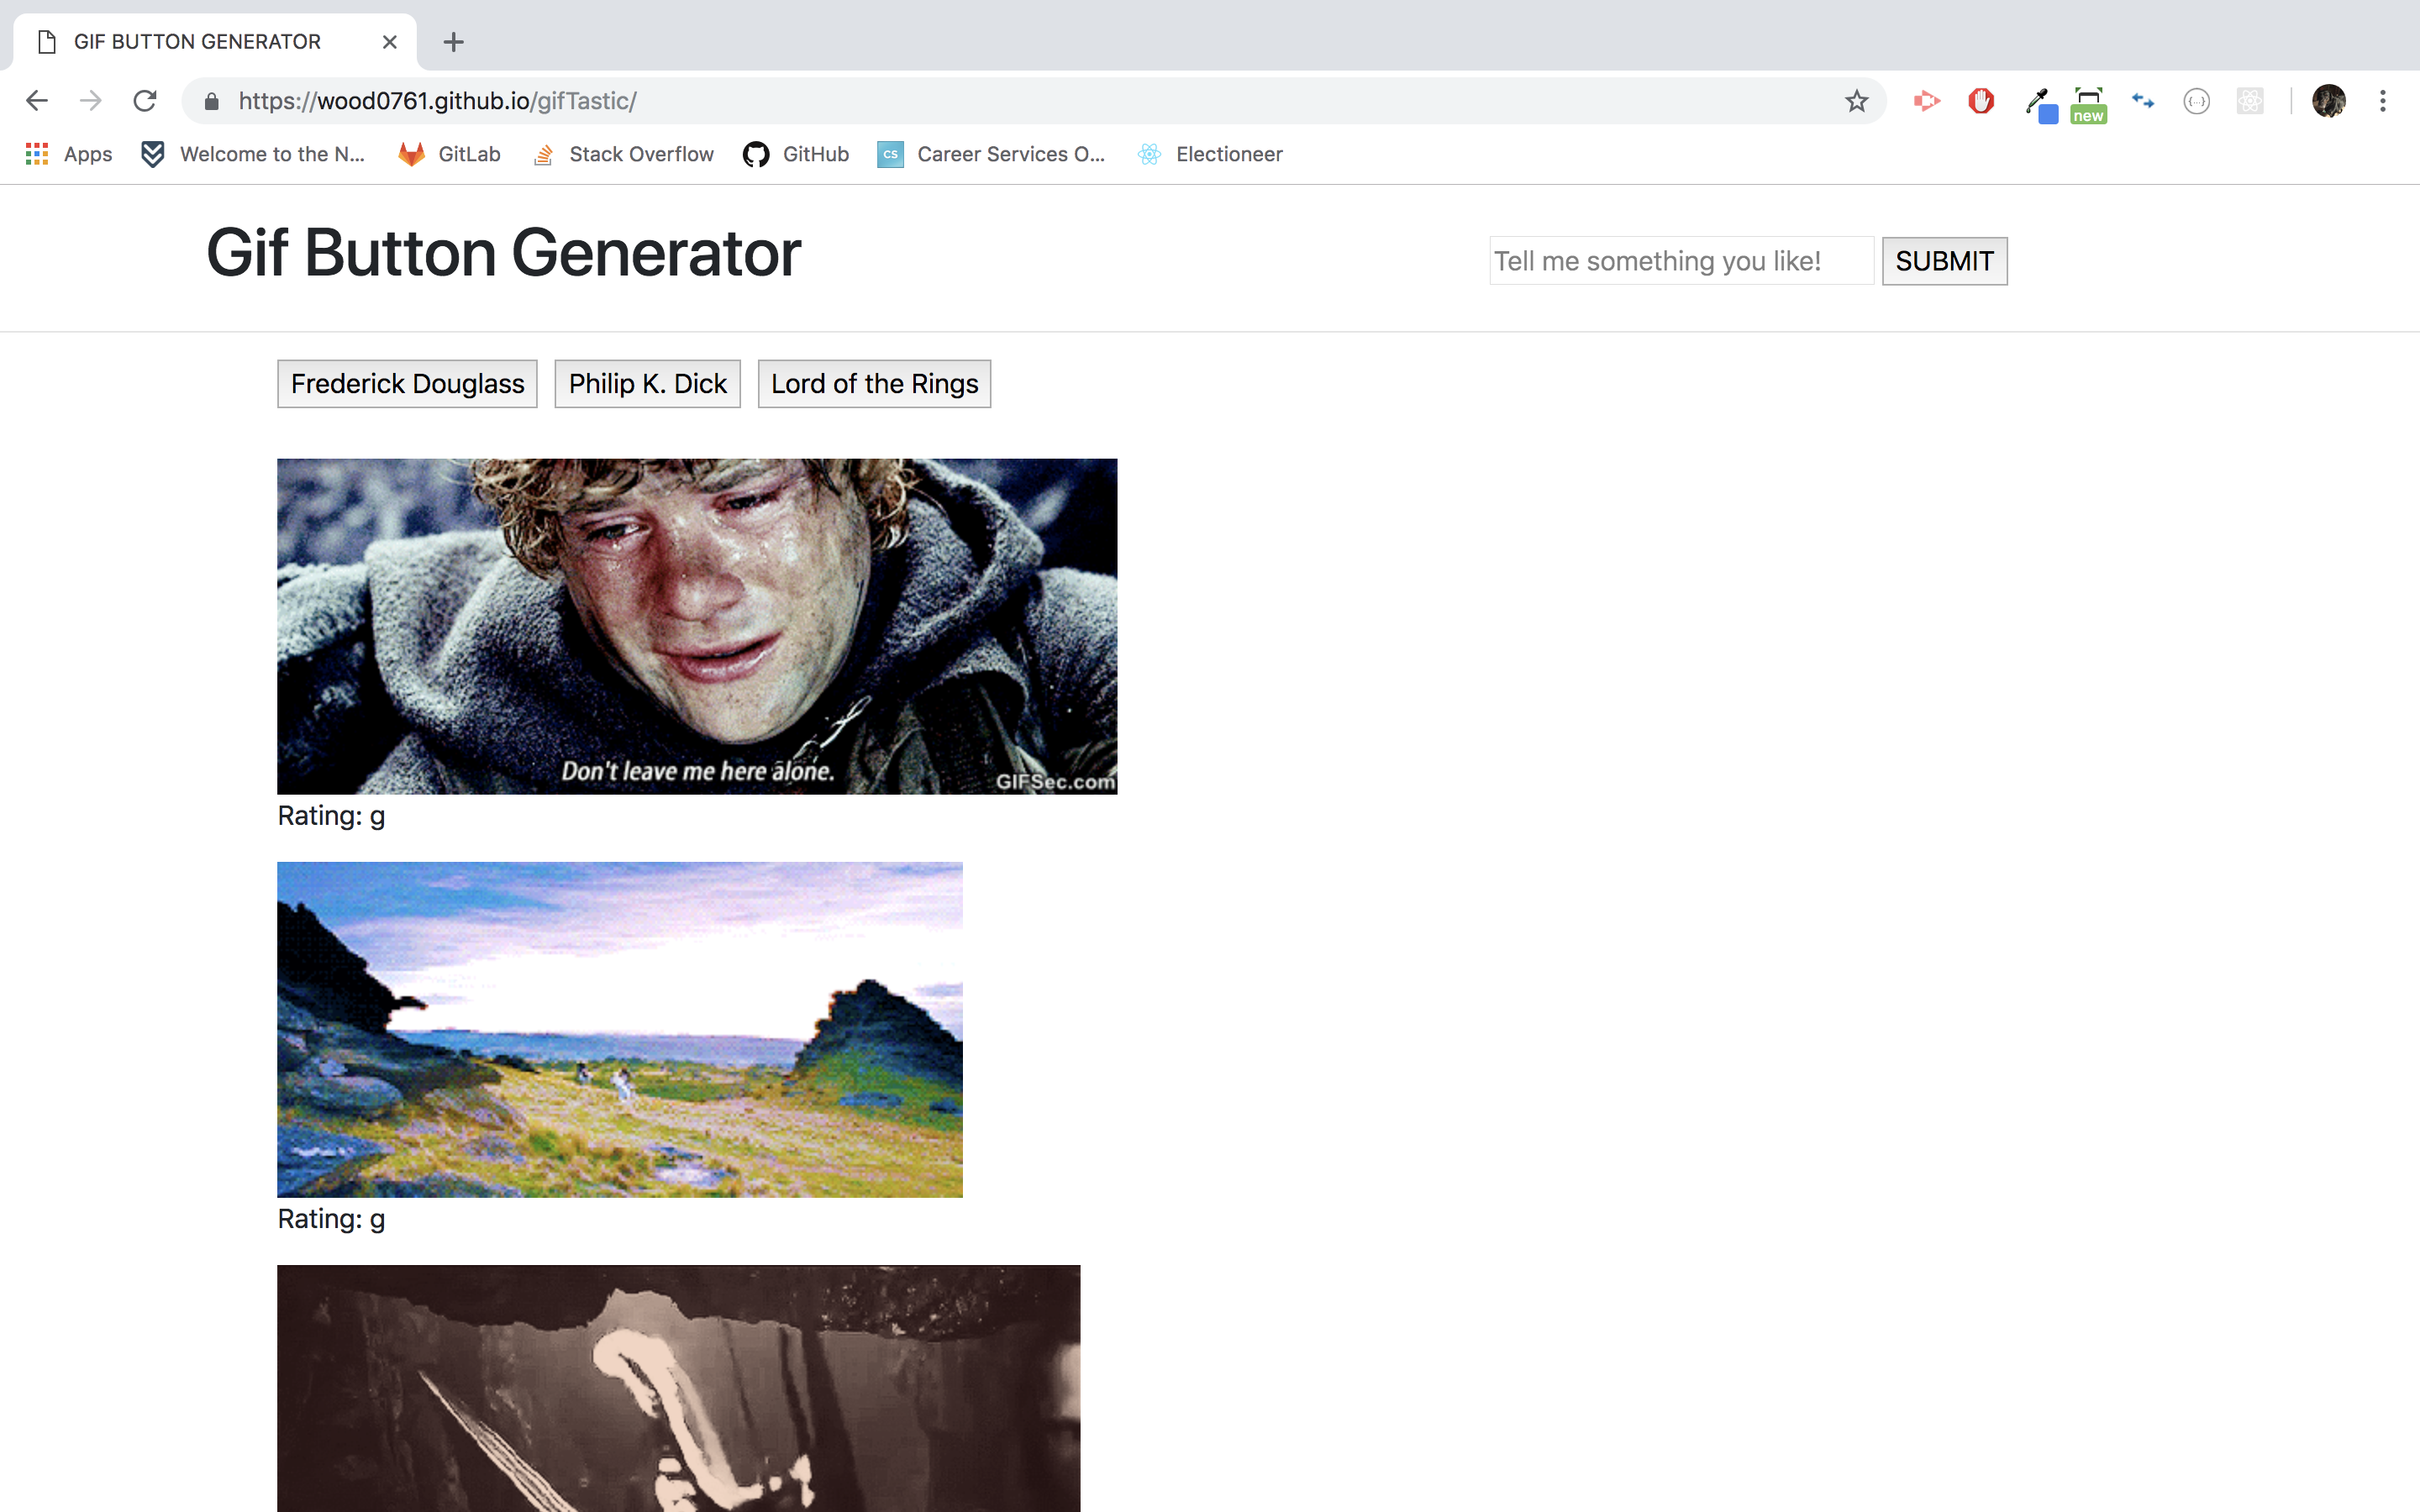 GIF BUTTON GENERATOR
https://wood0761.github.io/gifTastic/
new
Apps
Welcome to the N...
GitLab
Stack Overflow
GitHub
CS
Career Services O...
Electioneer
Gif Button Generator
Tell me something you like!
SUBMIT
Frederick Douglass
Philip K. Dick
Lord of the Rings
Don't leave me here alone.
GIFSec.com
Rating: g
Rating: g